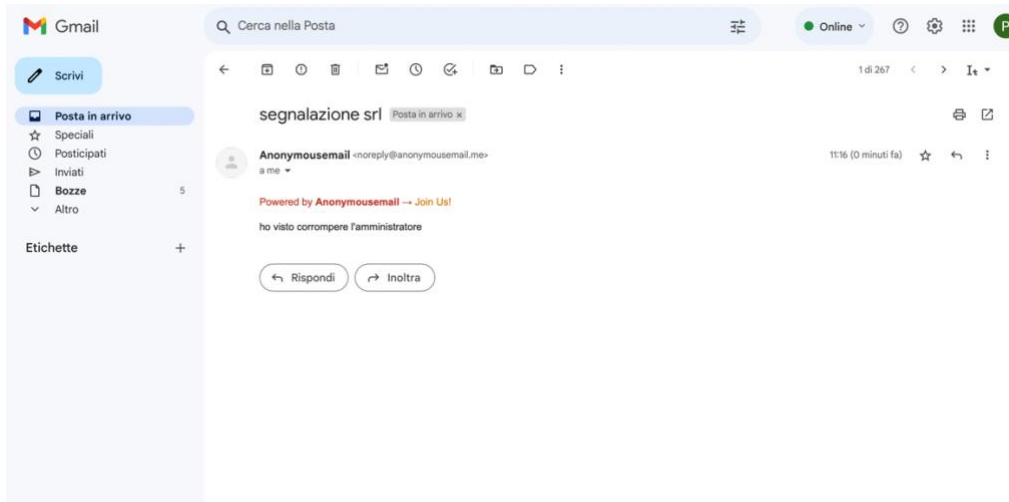 Gmail
Cerca nella Posta
Online
P
Scrivi
1 di 267
Posta in arrivo
Speciali
Posticipati
Inviati
Bozze 5
Altro
Etichette
segnalazione srl Posta in arrivo x
Anonymousemail <noreply@anonymousemail.me>
11:16 (0 minuti fa)
a me
Powered by Anonymousemail → Join Us!
ho visto corrompere l'amministratore
Rispondi
Inoltra